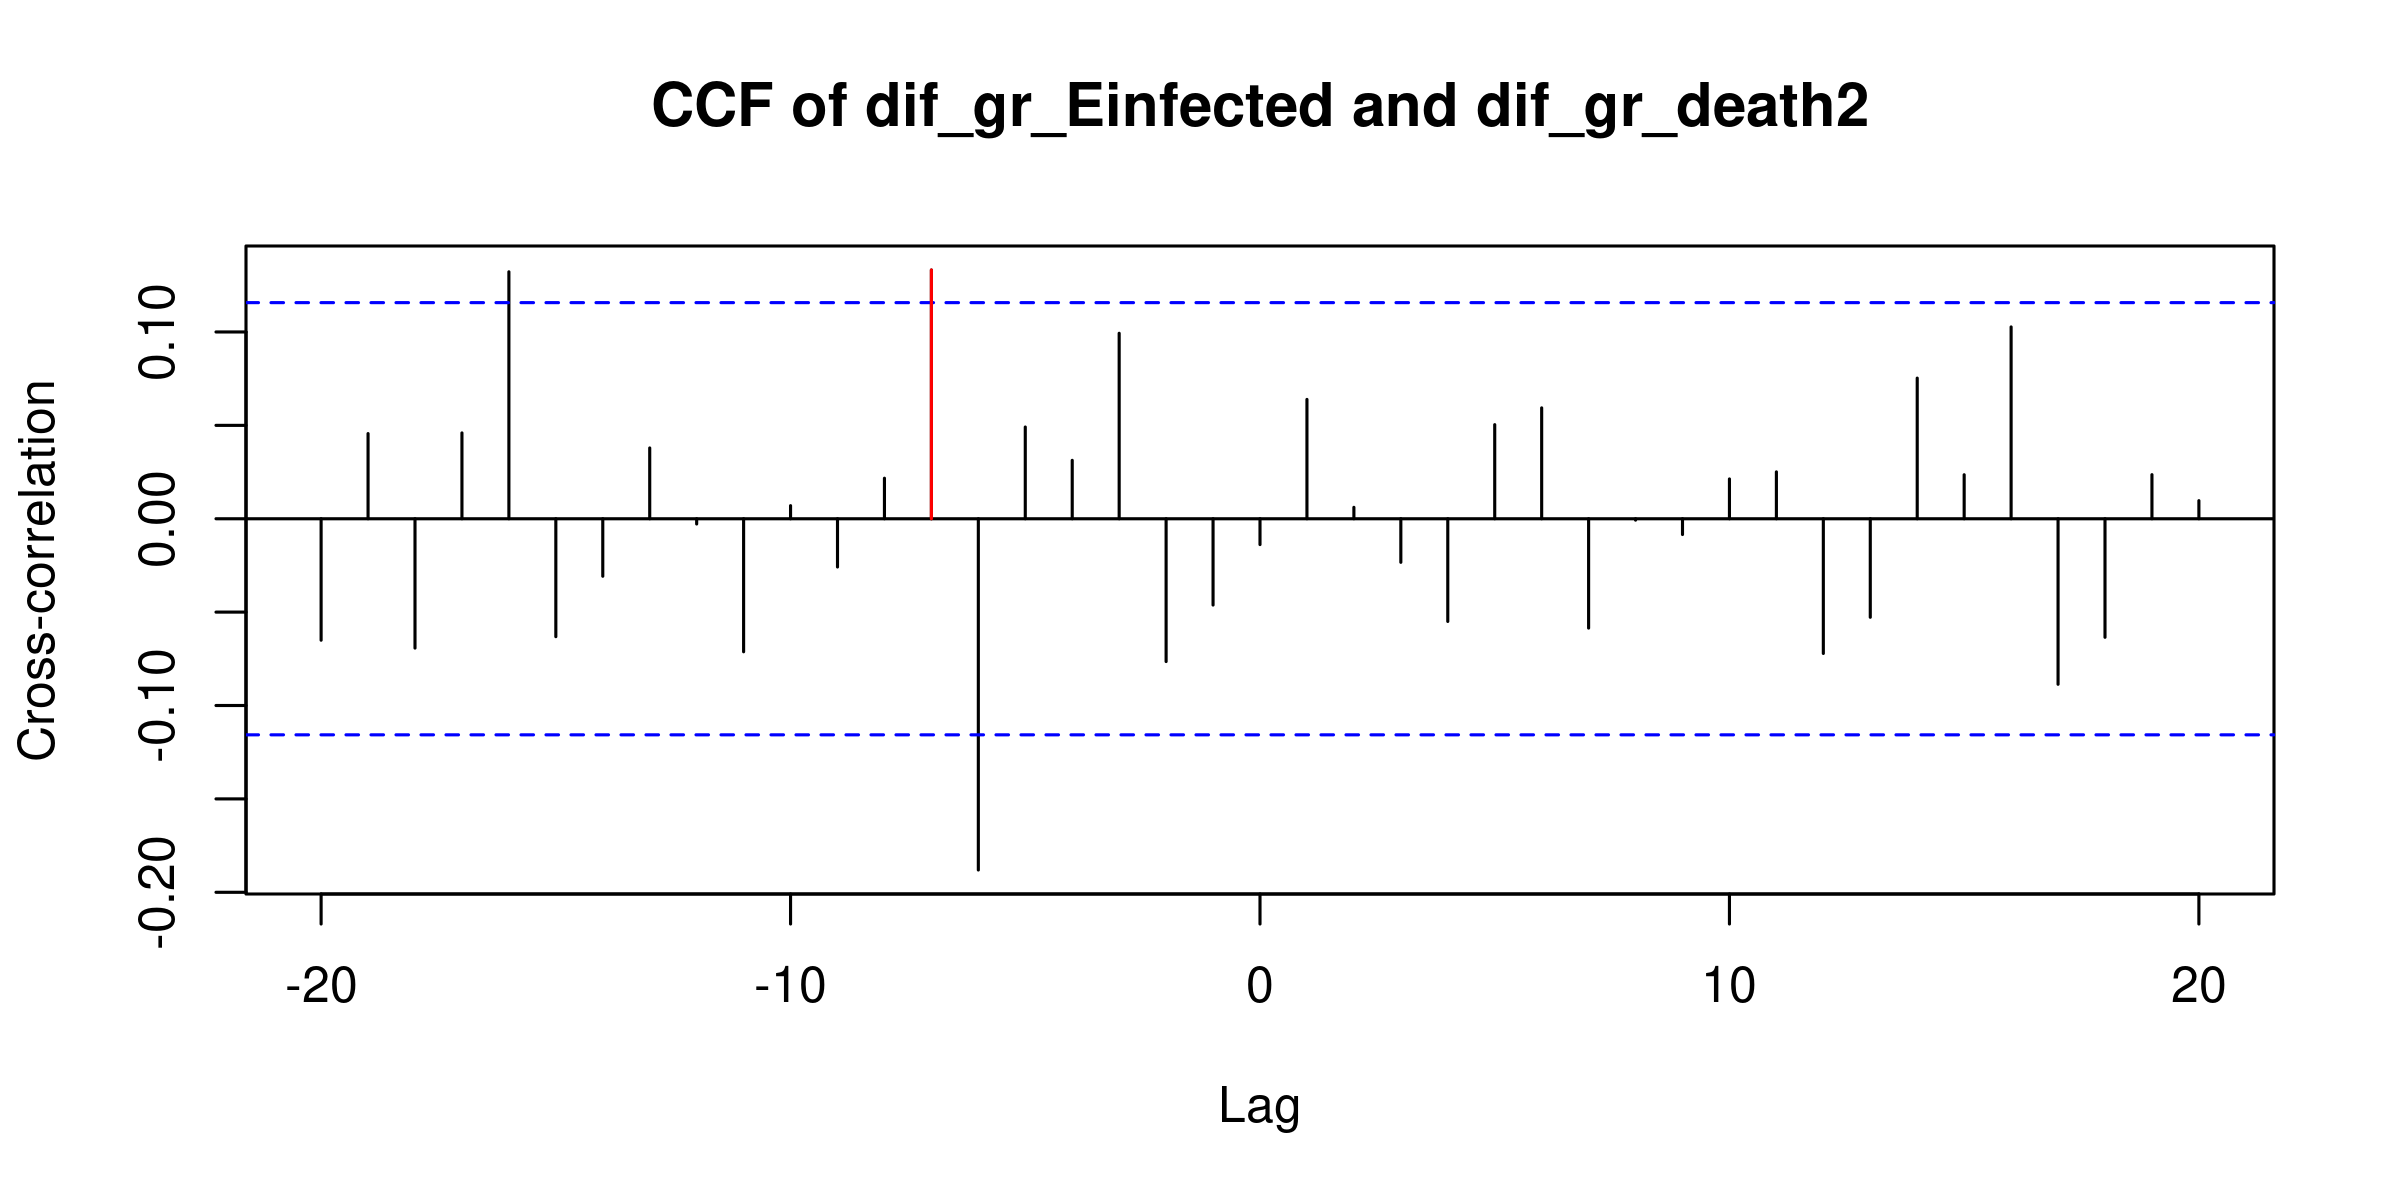 CCF of dif_gr_Einfected and dif_gr_death2
Cross-correlation
0.10
0.00
-0.10
-0.20
-20 -10 0 10 20
Lag